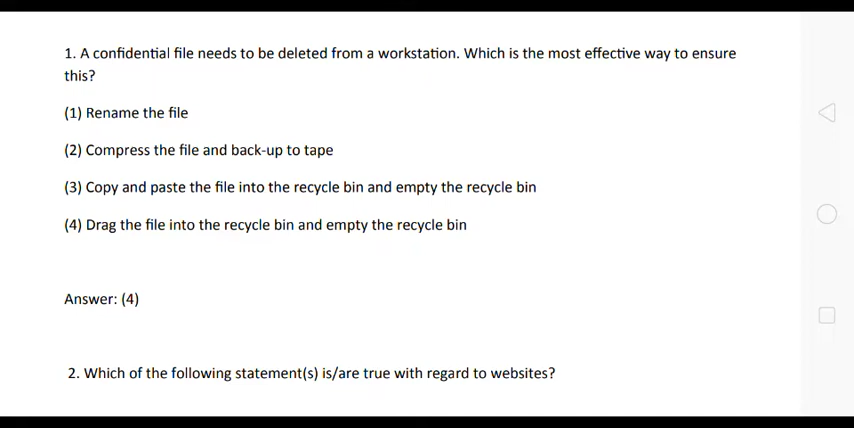 1. A confidential file needs to be deleted from a workstation. Which is the most effective way to ensure
this?
(1) Rename the file
(2) Compress the file and back-up to tape
(3) Copy and paste the file into the recycle bin and empty the recycle bin
(4) Drag the file into the recycle bin and empty the recycle bin
Answer: (4)
2. Which of the following statement(s) is/are true with regard to websites?